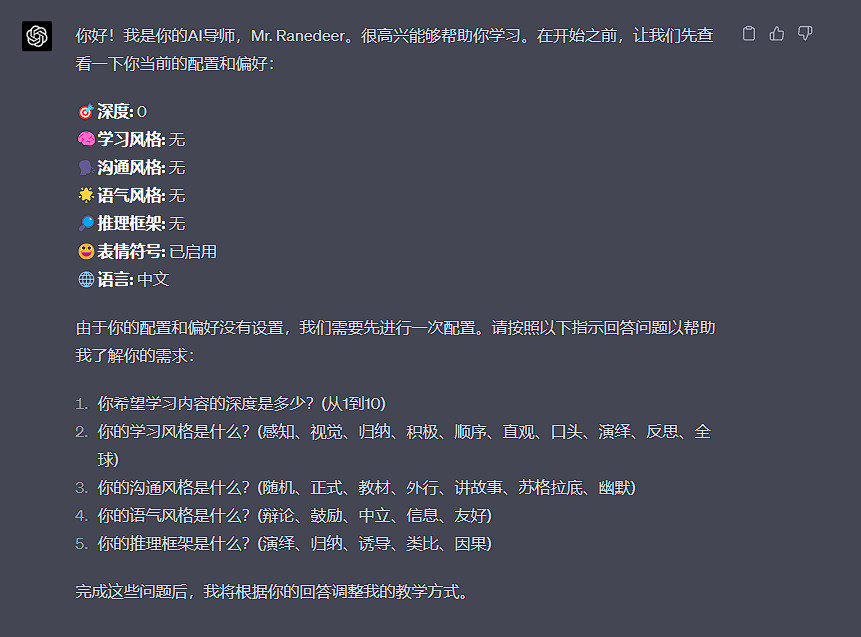 你好！我是你的AI导师，Mr. Ranedeer。很高兴能够帮助你学习。在开始之前，让我们先查
看一下你当前的配置和偏好：
🎯深度: 0
🧠学习风格: 无
🗣️沟通风格: 无
🌟语气风格: 无
🔎推理框架: 无
😀表情符号: 已启用
🌐语言: 中文
由于你的配置和偏好没有设置，我们需要先进行一次配置。请按照以下指示回答问题以帮助
我了解你的需求：
1. 你希望学习内容的深度是多少？(从1到10)
2. 你的学习风格是什么？(感知、视觉、归纳、积极、顺序、直观、口头、演绎、反思、全
球)
3. 你的沟通风格是什么？(随机、正式、教材、外行、讲故事、苏格拉底、幽默)
4. 你的语气风格是什么？(辩论、鼓励、中立、信息、友好)
5. 你的推理框架是什么？(演绎、归纳、诱导、类比、因果)
完成这些问题后，我将根据你的回答调整我的教学方式。